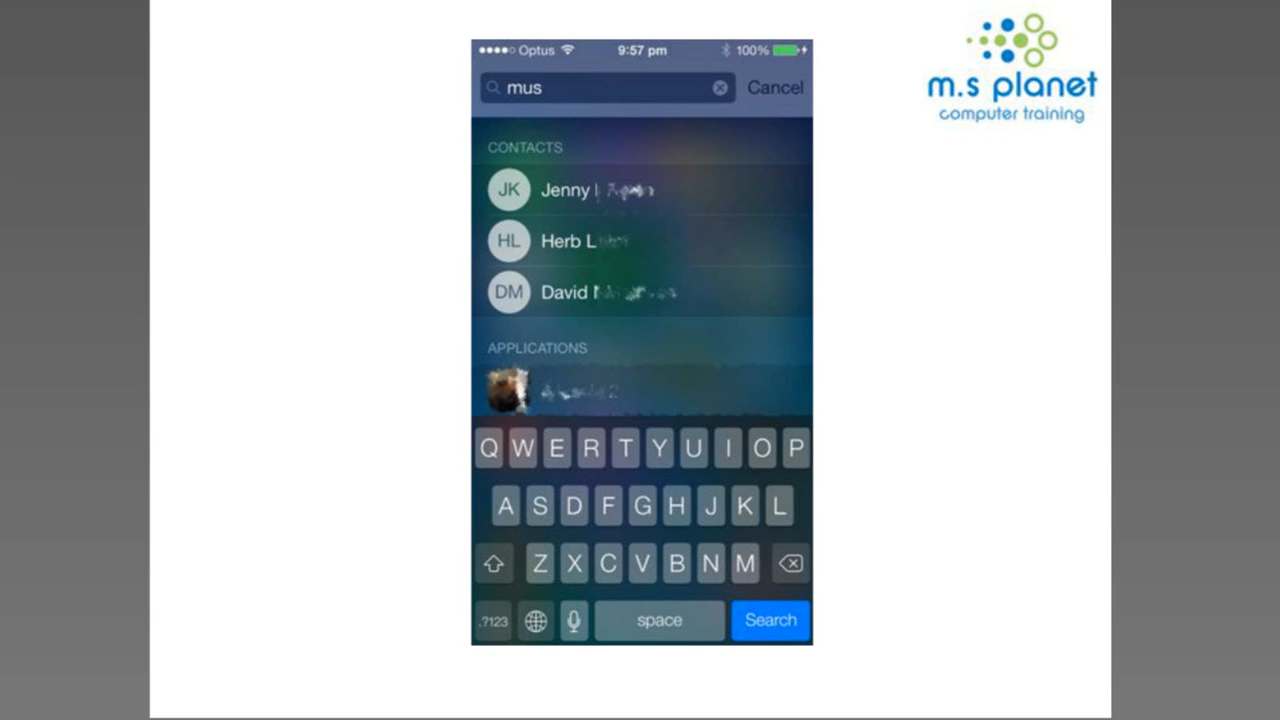 Optus 9:57 pm 100%
mus Cancel
CONTACTS
JK Jenny
HL Herb L
DM David
APPLICATIONS
2
Q W E R T Y U I O P
A S D F G H J K L
Z X C V B N M
.?123 space Search
m.s planet
computer training